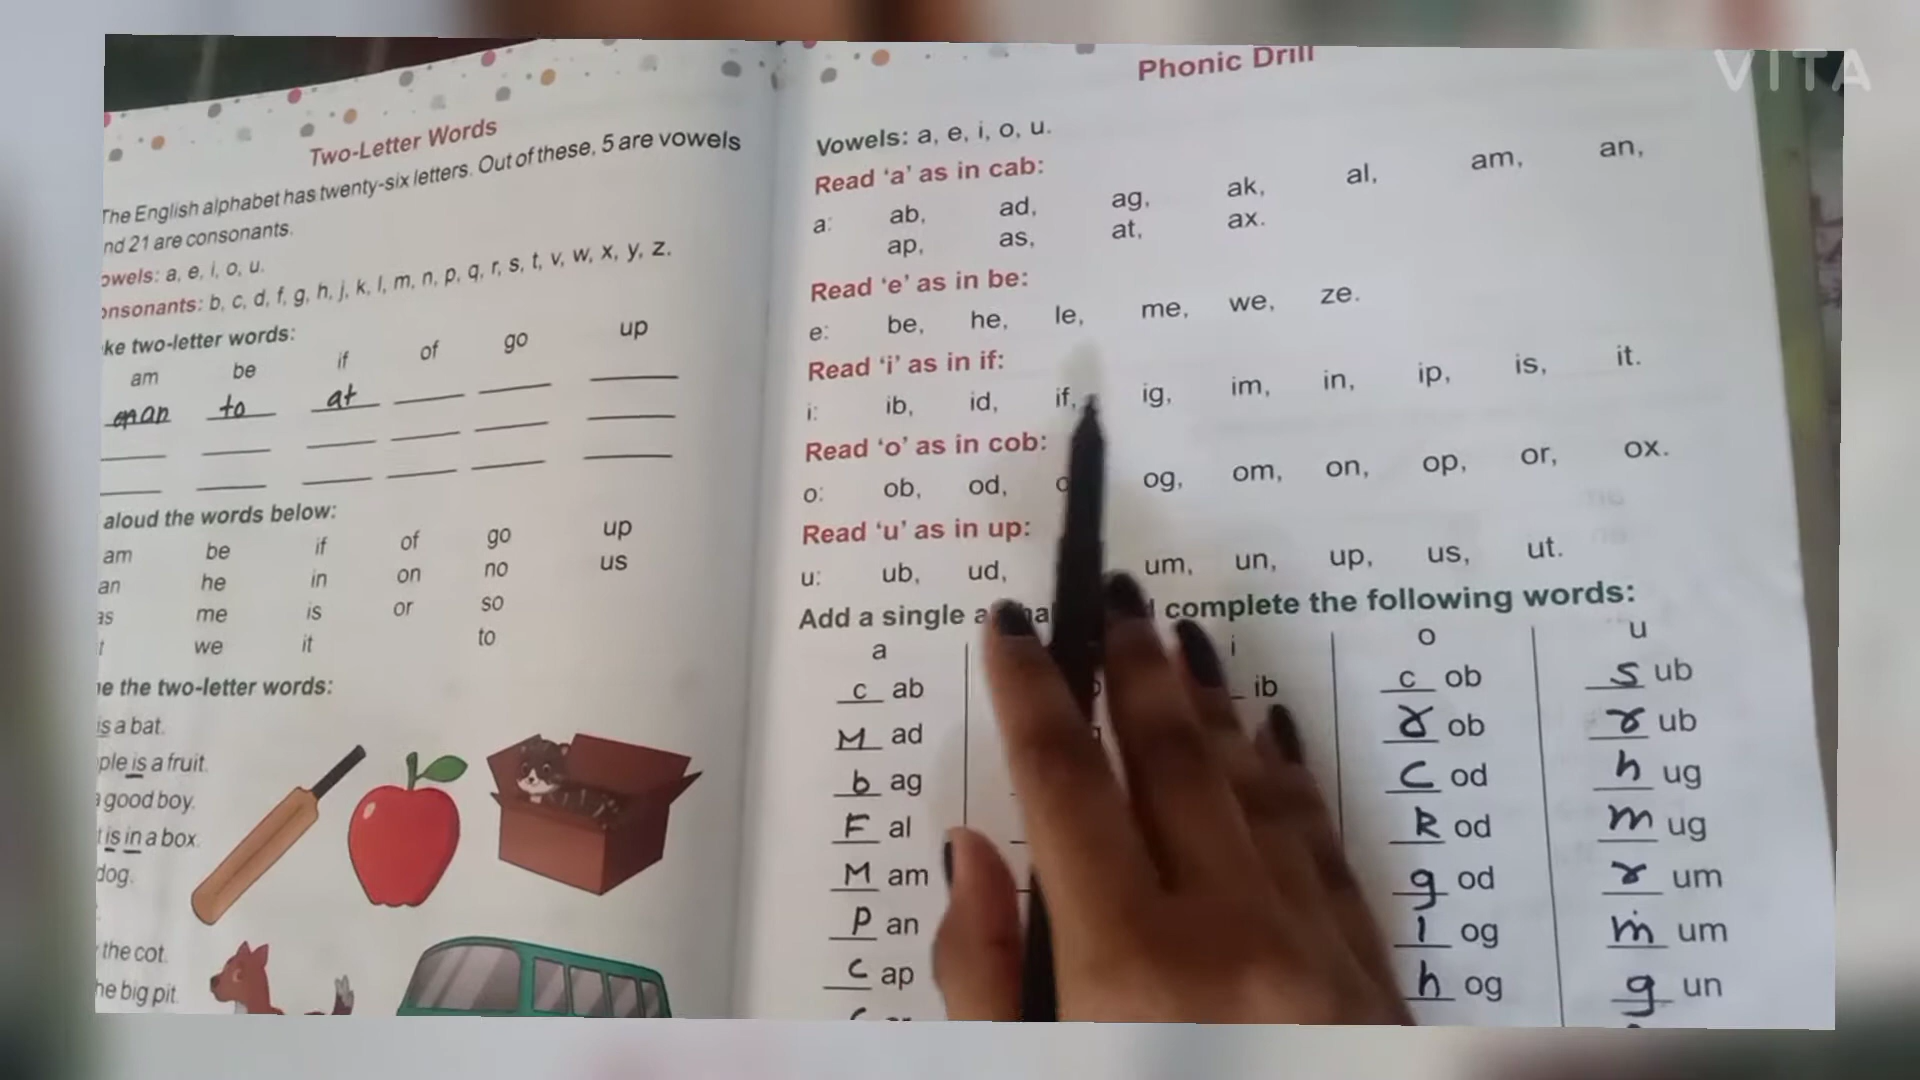 Two-Letter Words
The English alphabet has twenty-six letters. Out of these, 5 are vowels
nd 21 are consonants.
owels: a, e, i, o, u.
onsonants: b, c, d, f, g, h, j, k, l, m, n, p, q, r, s, t, v, w, x, y, z.
ke two-letter words:
am be if of go up
man to at
aloud the words below:
am be if of go up
an he in on no us
as me is or so
t we it to
e the two-letter words:
is a bat.
ple is a fruit.
a good boy.
t is in a box.
dog.
the cot.
he big pit.
Phonic Drill
Vowels: a, e, i, o, u.
Read ‘a’ as in cab:
a: ab, ad, ag, ak, al, am, an,
ap, as, at, ax.
Read ‘e’ as in be:
e: be, he, le, me, we, ze.
Read ‘i’ as in if:
i: ib, id, if, ig, im, in, ip, is, it.
Read ‘o’ as in cob:
o: ob, od, og, om, on, op, or, ox.
Read ‘u’ as in up:
u: ub, ud, um, un, up, us, ut.
Add a single complete the following words:
a i o u
c ab ib c ob s ub
M ad r ob r ub
b ag C od h ug
F al R od m ug
M am g od r um
P an l og m um
C ap h og g un
VITA